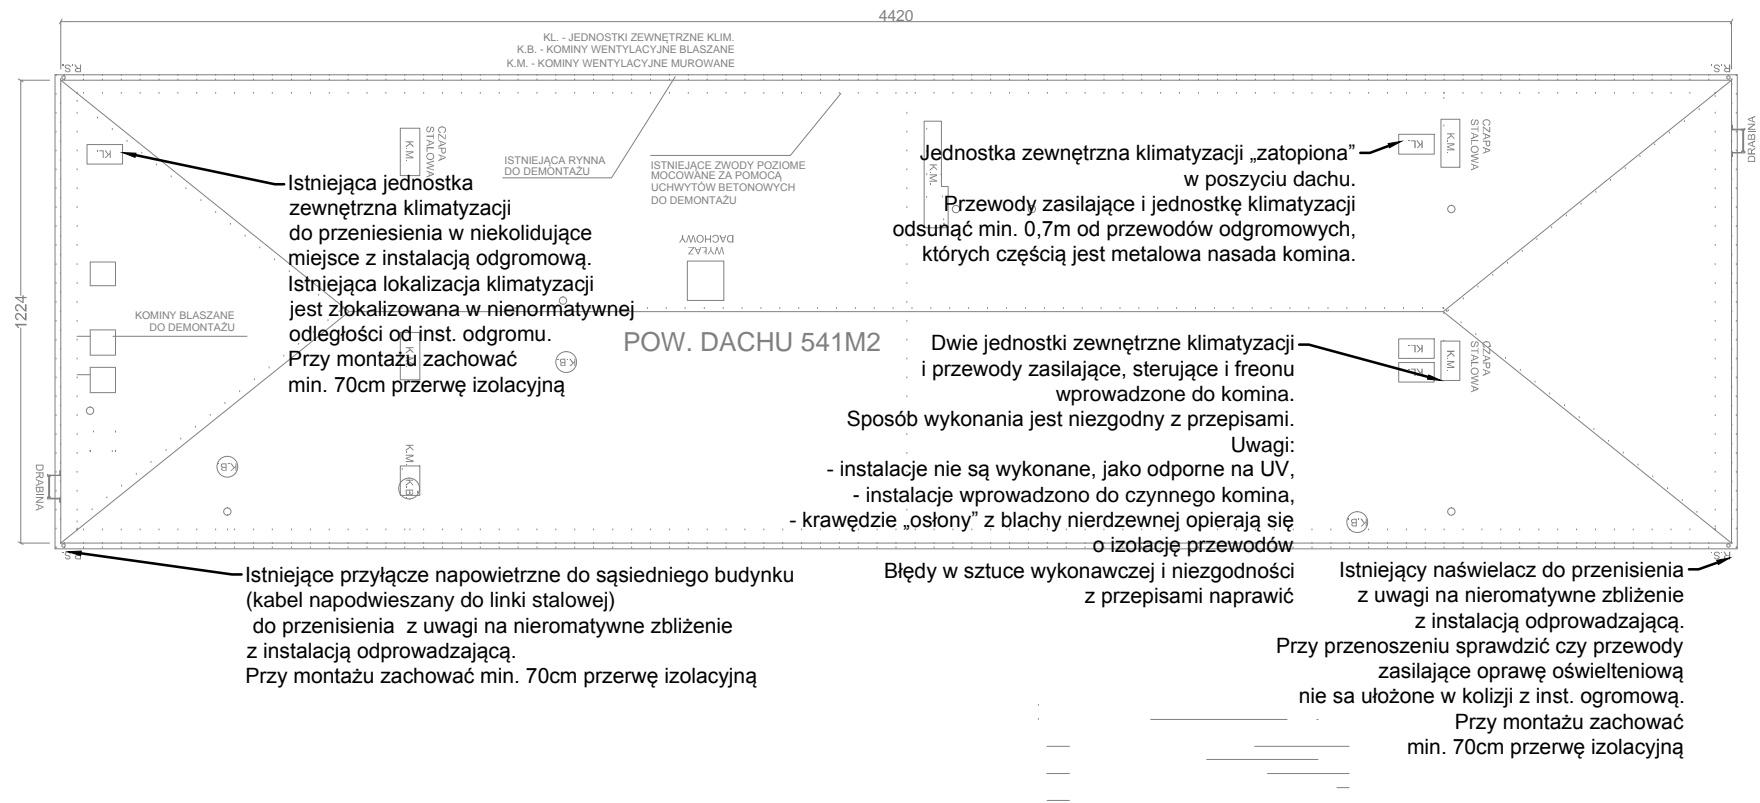 4420
KL. - JEDNOSTKI ZEWNĘTRZNE KLIM.
K.B. - KOMINY WENTYLACYJNE BLASZANE
K.M. - KOMINY WENTYLACYJNE MUROWANE
R.S.
R.S.
1224
KL.
K.M.
CZAPA
STALOWA
ISTNIEJĄCA RYNNA
DO DEMONTAŻU
ISTNIEJĄCE ZWODY POZIOME
MOCOWANE ZA POMOCĄ
UCHWYTÓW BETONOWYCH
DO DEMONTAŻU
K.M.
KL.
K.M.
CZAPA
STALOWA
DRABINA
Istniejąca jednostka
zewnętrzna klimatyzacji
do przeniesienia w niekolidujące
miejsce z instalacją odgromową.
Istniejąca lokalizacja klimatyzacji
jest zlokalizowana w nienormatywnej
odległości od inst. odgromu.
Przy montażu zachować
min. 70cm przerwę izolacyjną
Jednostka zewnętrzna klimatyzacji „zatopiona”
w poszyciu dachu.
Przewody zasilające i jednostkę klimatyzacji
odsunąć min. 0,7m od przewodów odgromowych,
których częścią jest metalowa nasada komina.
WYŁAZ
DACHOWY
KOMINY BLASZANE
DO DEMONTAŻU
K.M.
K.B.
POW. DACHU 541M2
Dwie jednostki zewnętrzne klimatyzacji
i przewody zasilające, sterujące i freonu
wprowadzone do komina.
Sposób wykonania jest niezgodny z przepisami.
Uwagi:
- instalacje nie są wykonane, jako odporne na UV,
- instalacje wprowadzono do czynnego komina,
- krawędzie „osłony” z blachy nierdzewnej opierają się
o izolację przewodów
Błędy w sztuce wykonawczej i niezgodności
z przepisami naprawić
KL.
KL.
K.M.
CZAPA
STALOWA
DRABINA
K.B.
K.M.
K.B.
K.B.
R.S.
R.S.
Istniejące przyłącze napowietrzne do sąsiedniego budynku
(kabel napodwieszany do linki stalowej)
do przenisienia z uwagi na nieromatywne zbliżenie
z instalacją odprowadzającą.
Przy montażu zachować min. 70cm przerwę izolacyjną
Istniejący naświelacz do przenisienia
z uwagi na nieromatywne zbliżenie
z instalacją odprowadzającą.
Przy przenoszeniu sprawdzić czy przewody
zasilające oprawę oświelteniową
nie sa ułożone w kolizji z inst. ogromową.
Przy montażu zachować
min. 70cm przerwę izolacyjną